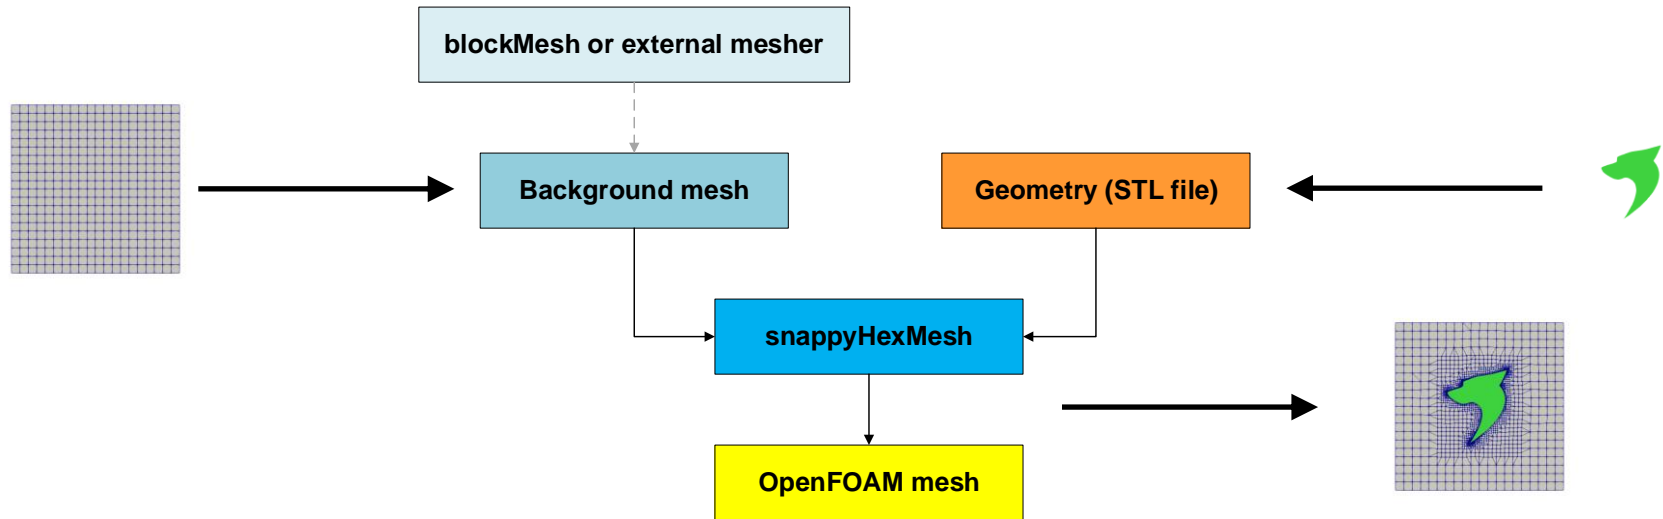 blockMesh or external mesher
Background mesh
Geometry (STL file)
snappyHexMesh
OpenFOAM mesh